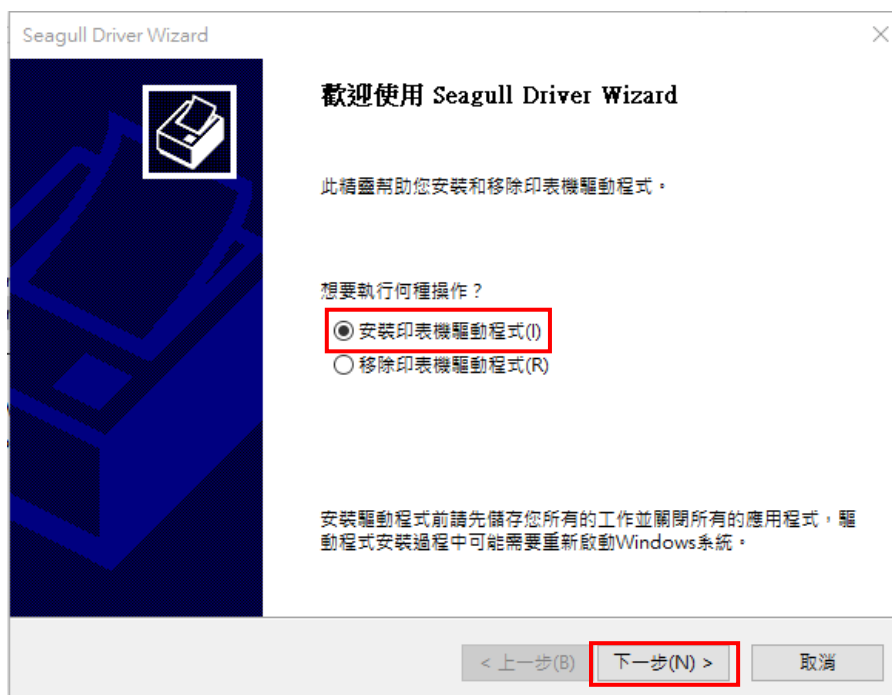 Seagull Driver Wizard
歡迎使用 Seagull Driver Wizard
此精靈幫助您安裝和移除印表機驅動程式。
想要執行何種操作？
安裝印表機驅動程式(I)
移除印表機驅動程式(R)
安裝驅動程式前請先儲存您所有的工作並關閉所有的應用程式，驅
動程式安裝過程中可能需要重新啟動Windows系統。
< 上一步(B)
下一步(N) >
取消